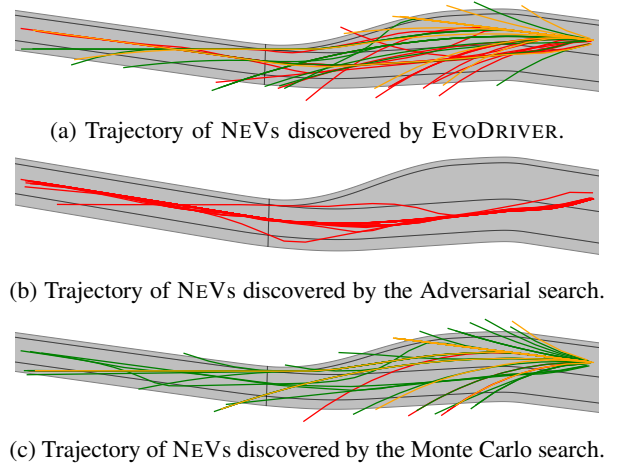 (a) Trajectory of NEVS discovered by EVODRIVER.
(b) Trajectory of NEVS discovered by the Adversarial search.
(c) Trajectory of NEVS discovered by the Monte Carlo search.